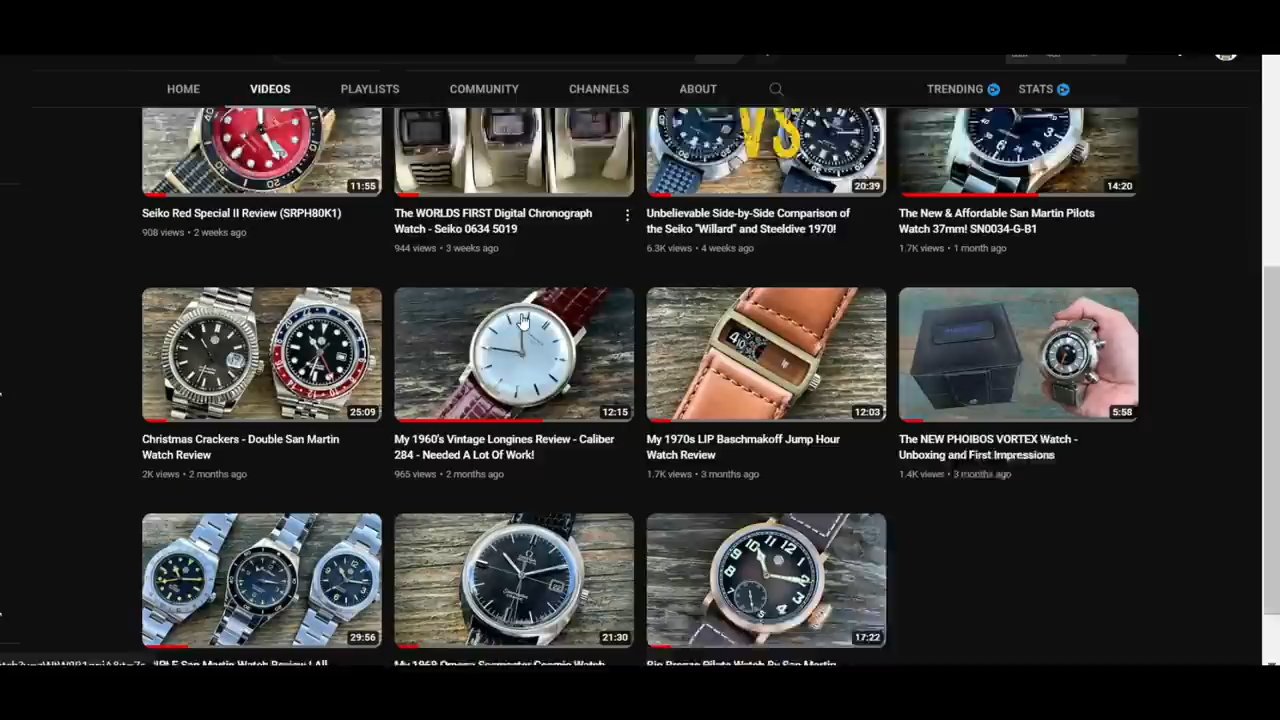 HOME VIDEOS PLAYLISTS COMMUNITY CHANNELS ABOUT TRENDING STATS
11:55 20:39 14:20
Seiko Red Special II Review (SRPH80K1)
908 views • 2 weeks ago
The WORLDS FIRST Digital Chronograph
Watch - Seiko 0634 5019
944 views • 3 weeks ago
VS
Unbelievable Side-by-Side Comparison of
the Seiko "Willard" and Steeldive 1970!
6.3K views • 4 weeks ago
The New & Affordable San Martin Pilots
Watch 37mm! SN0034-G-B1
1.7K views • 1 month ago
25:09 12:15 12:03 5:58
Christmas Crackers - Double San Martin
Watch Review
2K views • 2 months ago
My 1960's Vintage Longines Review - Caliber
284 - Needed A Lot Of Work!
965 views • 2 months ago
My 1970s LIP Baschmakoff Jump Hour
Watch Review
1.7K views • 3 months ago
The NEW PHOIBOS VORTEX Watch -
Unboxing and First Impressions
1.4K views • 3 months ago
29:56 21:30 17:22